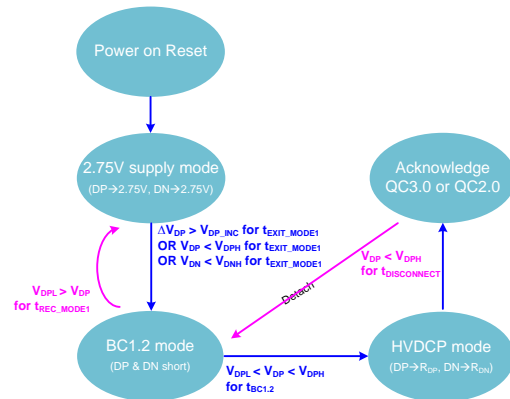 Power on Reset
2.75V supply mode
(DP→2.75V, DN→2.75V)
Acknowledge
QC3.0 or QC2.0
ΔVDP > VDP_INC for tEXIT_MODE1
OR VDP < VDPH for tEXIT_MODE1
OR VDN < VDNH for tEXIT_MODE1
VDP < VDPH
for tDISCONNECT
Detach
VDPL > VDP
for tREC_MODE1
BC1.2 mode
(DP & DN short)
VDPL < VDP < VDPH
for tBC1.2
HVDCP mode
(DP→RDP, DN→RDN)